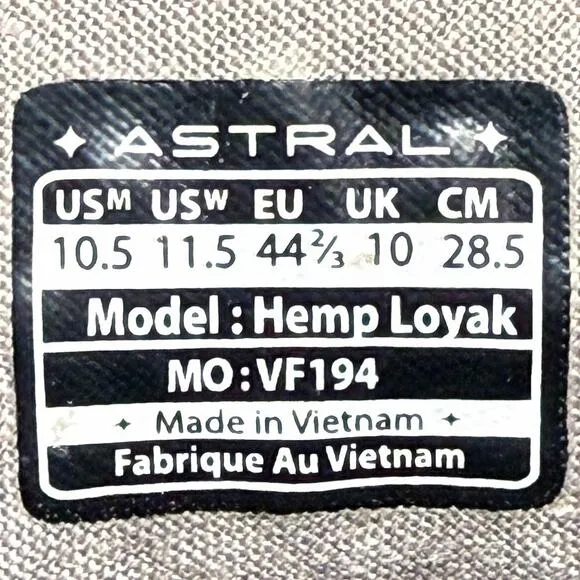 ✦ ASTRAL ✦
USM USW EU UK CM
10.5 11.5 44⅔ 10 28.5
Model : Hemp Loyak
MO : VF194
✦ Made in Vietnam ✦
Fabrique Au Vietnam